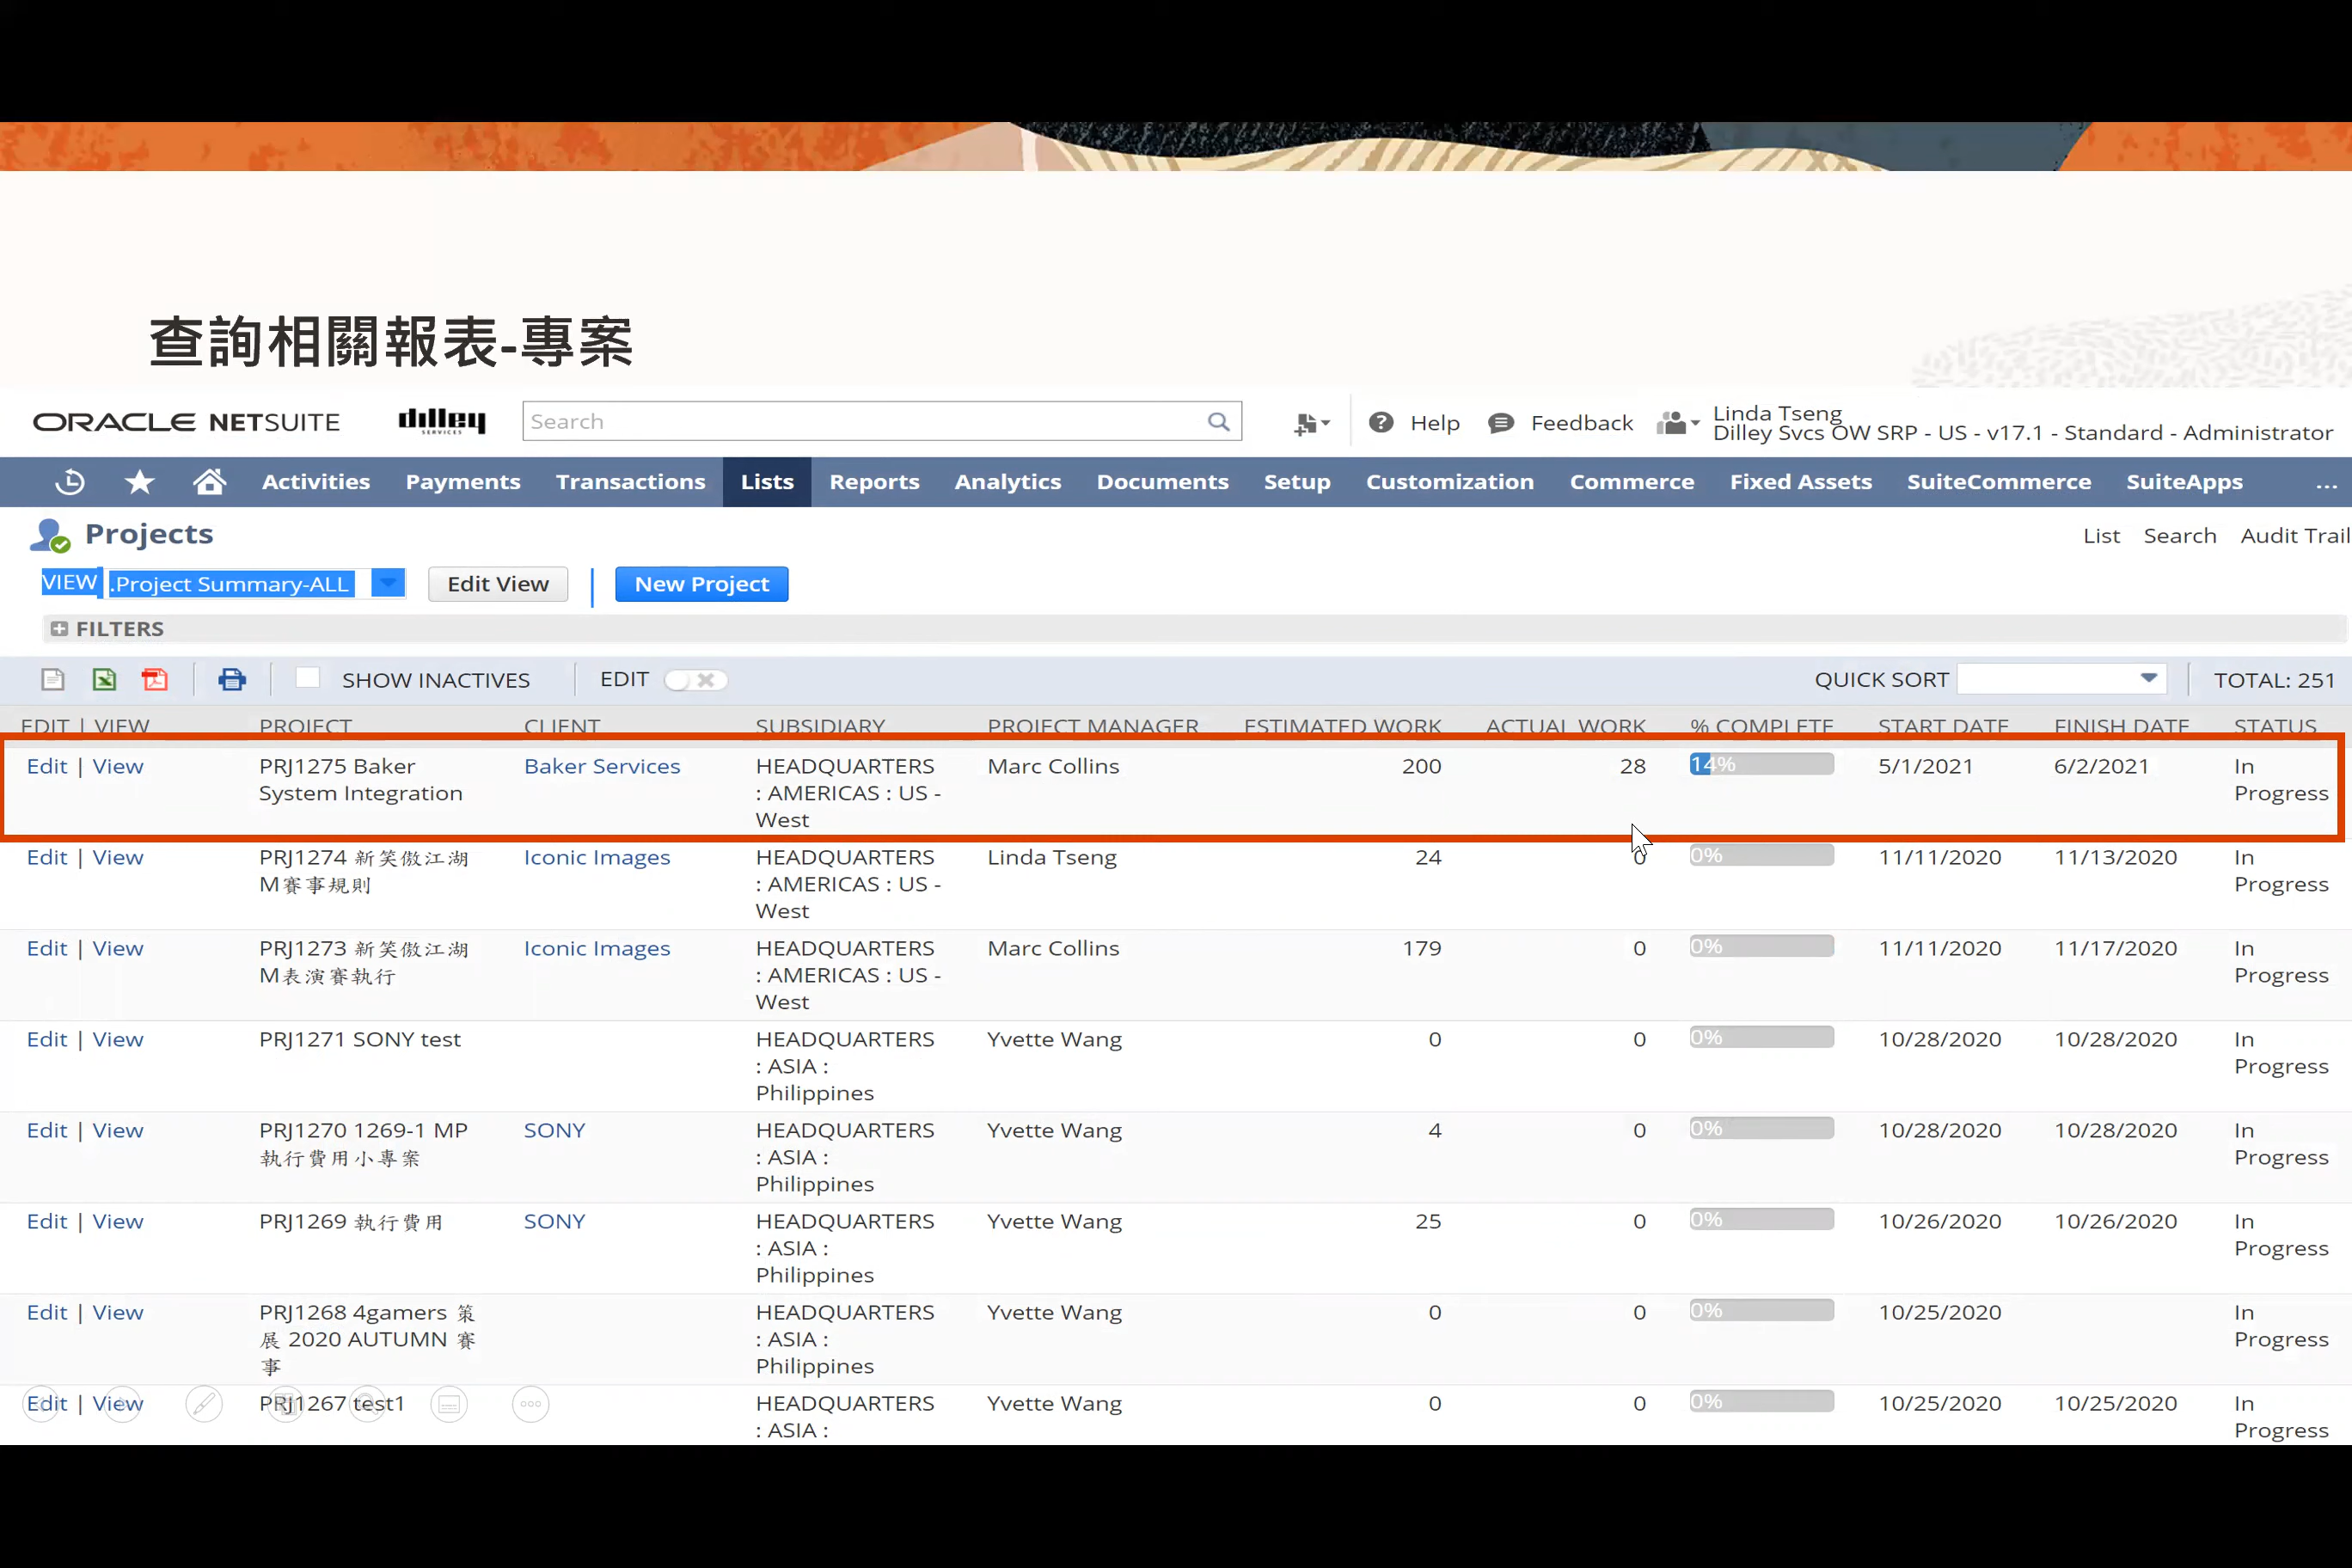 查詢相關報表-專案
ORACLE NETSUITE dilley SERVICES Search Help Feedback Linda Tseng
Dilley Svcs OW SRP - US - v17.1 - Standard - Administrator
Activities Payments Transactions Lists Reports Analytics Documents Setup Customization Commerce Fixed Assets SuiteCommerce SuiteApps ...
Projects List Search Audit Trail
VIEW .Project Summary-ALL Edit View New Project
FILTERS
SHOW INACTIVES EDIT QUICK SORT TOTAL: 251
EDIT | VIEW PROJECT CLIENT SUBSIDIARY PROJECT MANAGER ESTIMATED WORK ACTUAL WORK % COMPLETE START DATE FINISH DATE STATUS
Edit | View PRJ1275 Baker Baker Services HEADQUARTERS Marc Collins 200 28 14% 5/1/2021 6/2/2021 In
System Integration : AMERICAS : US - Progress
West
Edit | View PRJ1274 新笑傲江湖 Iconic Images HEADQUARTERS Linda Tseng 24 0 0% 11/11/2020 11/13/2020 In
M賽事規則 : AMERICAS : US - Progress
West
Edit | View PRJ1273 新笑傲江湖 Iconic Images HEADQUARTERS Marc Collins 179 0 0% 11/11/2020 11/17/2020 In
M表演賽執行 : AMERICAS : US - Progress
West
Edit | View PRJ1271 SONY test HEADQUARTERS Yvette Wang 0 0 0% 10/28/2020 10/28/2020 In
: ASIA : Progress
Philippines
Edit | View PRJ1270 1269-1 MP SONY HEADQUARTERS Yvette Wang 4 0 0% 10/28/2020 10/28/2020 In
執行費用小專案 : ASIA : Progress
Philippines
Edit | View PRJ1269 執行費用 SONY HEADQUARTERS Yvette Wang 25 0 0% 10/26/2020 10/26/2020 In
: ASIA : Progress
Philippines
Edit | View PRJ1268 4gamers 策 HEADQUARTERS Yvette Wang 0 0 0% 10/25/2020 In
展 2020 AUTUMN 賽 : ASIA : Progress
事 Philippines
Edit | View PRJ1267 test1 HEADQUARTERS Yvette Wang 0 0 0% 10/25/2020 10/25/2020 In
: ASIA : Progress